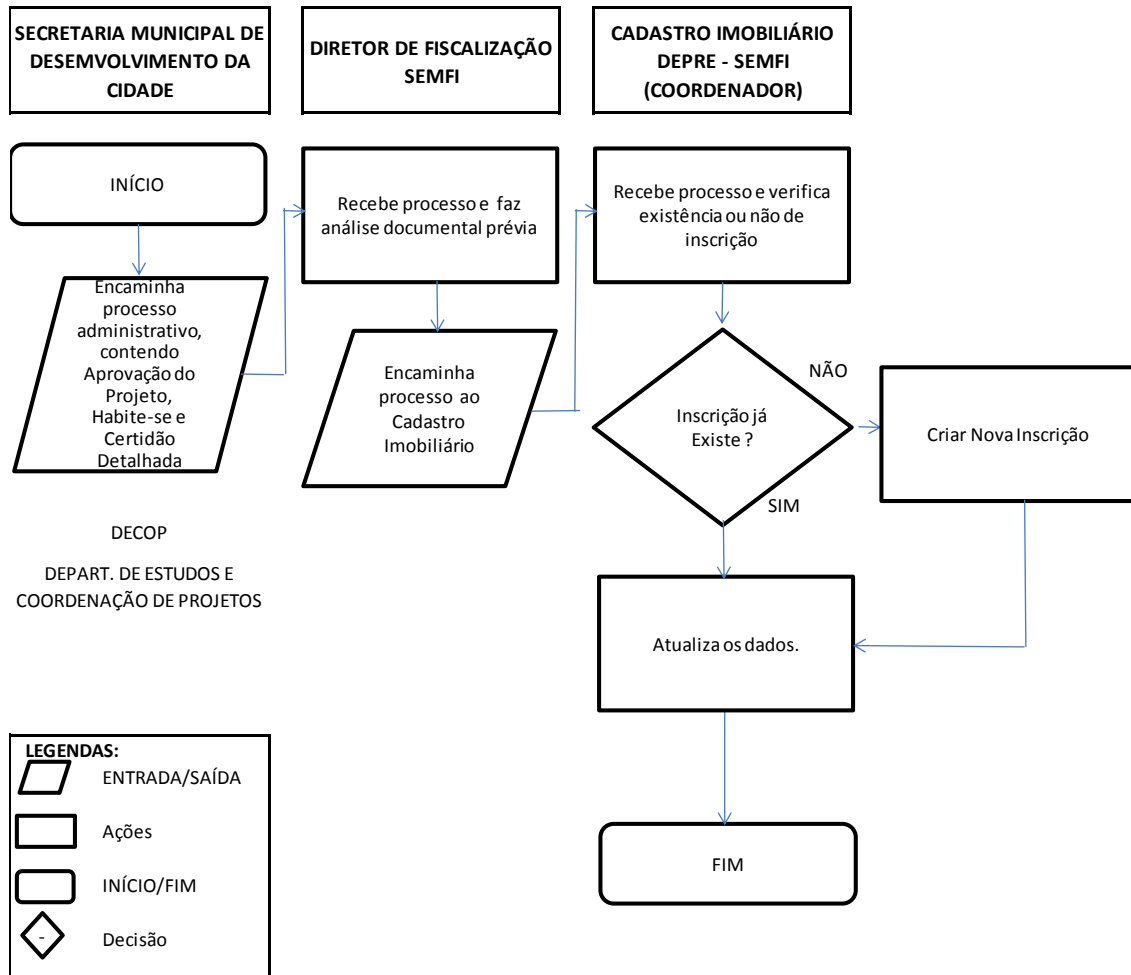 SECRETARIA MUNICIPAL DE
DESEMVOLVIMENTO DA
CIDADE
DIRETOR DE FISCALIZAÇÃO
SEMFI
CADASTRO IMOBILIÁRIO
DEPRE - SEMFI
(COORDENADOR)
INÍCIO
Recebe processo e faz
análise documental prévia
Recebe processo e verifica
existência ou não de
inscrição
Encaminha
processo
administrativo,
contendo
Aprovação do
Projeto,
Habite-se e
Certidão
Detalhada
Encaminha
processo ao
Cadastro
Imobiliário
Inscrição já
Existe ?
NÃO
Criar Nova Inscrição
SIM
DECOP
DEPART. DE ESTUDOS E
COORDENAÇÃO DE PROJETOS
Atualiza os dados.
FIM
LEGENDAS:
ENTRADA/SAÍDA
Ações
INÍCIO/FIM
-
Decisão